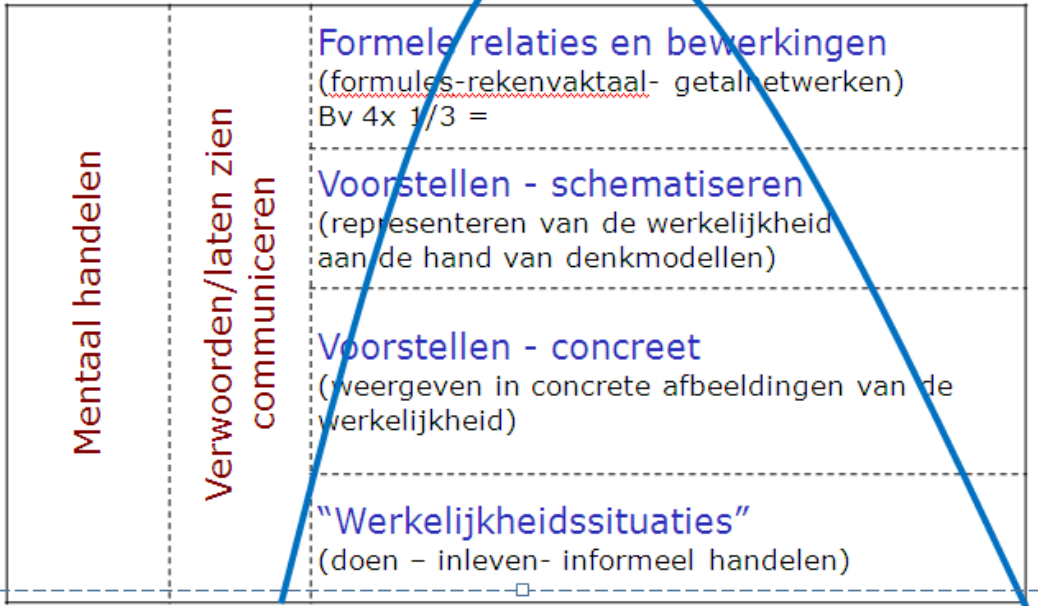 Mentaal handelen
Verwoorden/laten zien
communiceren
Formele relaties en bewerkingen
(formules-rekenvaktaal- getalnetwerken)
Bv 4x 1/3 =
Voorstellen - schematiseren
(representeren van de werkelijkheid
aan de hand van denkmodellen)
Voorstellen - concreet
(weergeven in concrete afbeeldingen van de
werkelijkheid)
“Werkelijkheidssituaties”
(doen – inleven- informeel handelen)